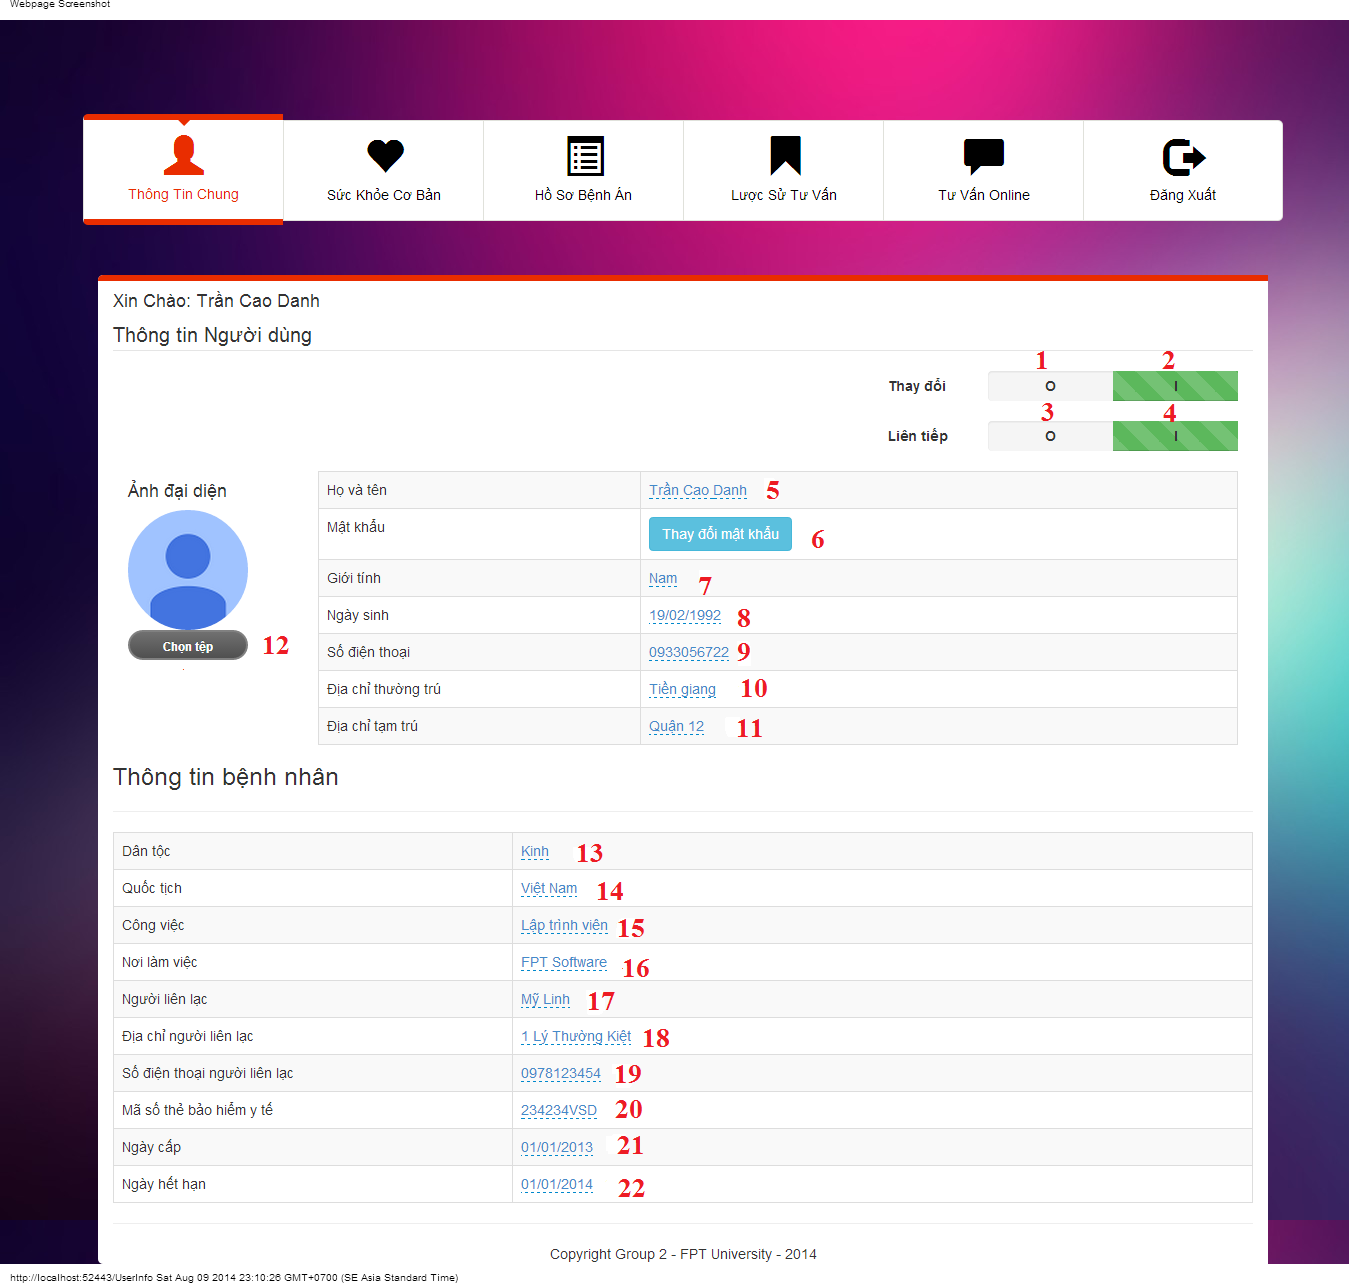 Webpage Screenshot
Thông Tin Chung
Sức Khỏe Cơ Bản
Hồ Sơ Bệnh Án
Lược Sử Tư Vấn
Tư Vấn Online
Đăng Xuất
Xin Chào: Trần Cao Danh
Thông tin Người dùng
1 2
Thay đổi O I
3 4
Liên tiếp O I
Ảnh đại diện
Chọn tệp 12
Họ và tên Trần Cao Danh 5
Mật khẩu Thay đổi mật khẩu 6
Giới tính Nam 7
Ngày sinh 19/02/1992 8
Số điện thoại 0933056722 9
Địa chỉ thường trú Tiền giang 10
Địa chỉ tạm trú Quận 12 11
Thông tin bệnh nhân
Dân tộc Kinh 13
Quốc tịch Việt Nam 14
Công việc Lập trình viên 15
Nơi làm việc FPT Software 16
Người liên lạc Mỹ Linh 17
Địa chỉ người liên lạc 1 Lý Thường Kiệt 18
Số điện thoại người liên lạc 0978123454 19
Mã số thẻ bảo hiểm y tế 234234VSD 20
Ngày cấp 01/01/2013 21
Ngày hết hạn 01/01/2014 22
Copyright Group 2 - FPT University - 2014
http://localhost:52443/UserInfo Sat Aug 09 2014 23:10:26 GMT+0700 (SE Asia Standard Time)